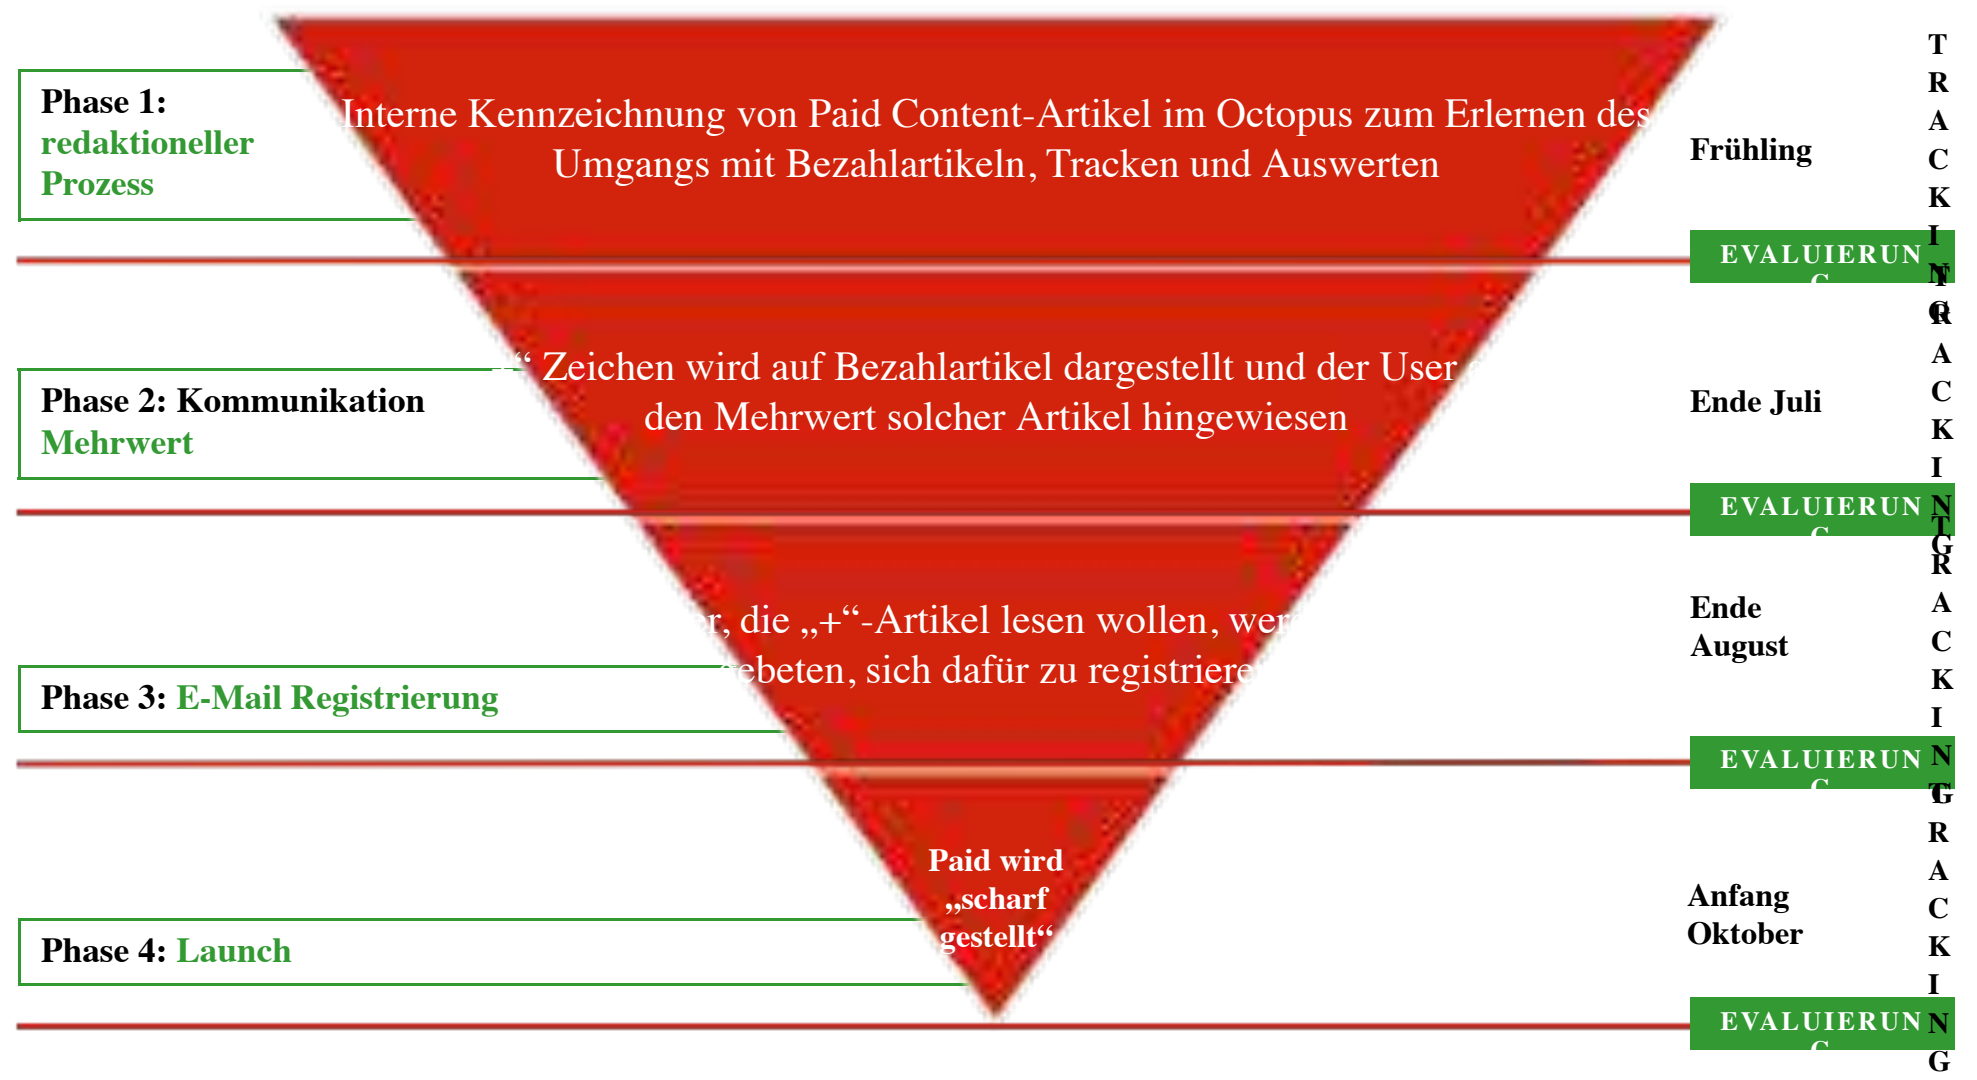 Phase 1:
redaktioneller
Prozess
Interne Kennzeichnung von Paid Content-Artikel im Octopus zum Erlernen des
Umgangs mit Bezahlartikeln, Tracken und Auswerten
Frühling
EVALUIERUN
G
T
R
A
C
K
I
N
G
Phase 2: Kommunikation
Mehrwert
“ Zeichen wird auf Bezahlartikel dargestellt und der User
den Mehrwert solcher Artikel hingewiesen
Ende Juli
EVALUIERUN
G
T
R
A
C
K
I
N
G
Phase 3: E-Mail Registrierung
die „+“-Artikel lesen wollen,
sich dafür zu
Ende
August
EVALUIERUN
G
T
R
A
C
K
I
N
G
Phase 4: Launch
Paid wird
„scharf
gestellt“
Anfang
Oktober
EVALUIERUN
G
T
R
A
C
K
I
N
G